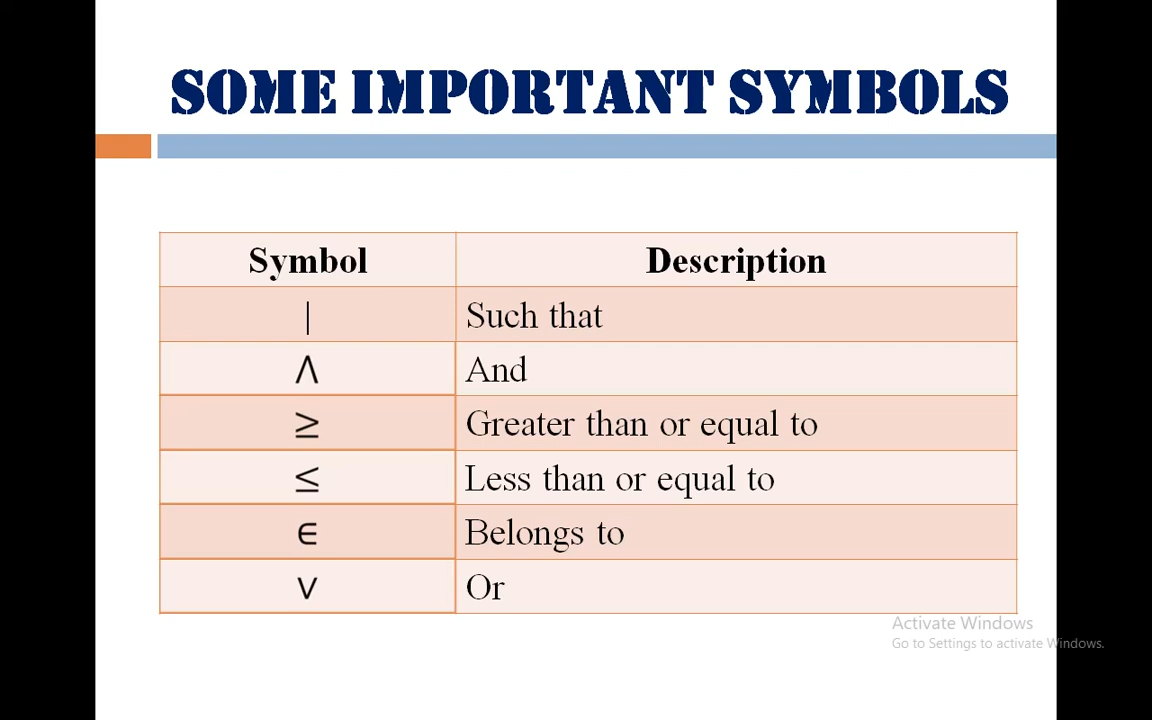 SOME IMPORTANT SYMBOLS
Symbol Description
| Such that
∧ And
≥ Greater than or equal to
≤ Less than or equal to
∈ Belongs to
∨ Or
Activate Windows
Go to Settings to activate Windows.